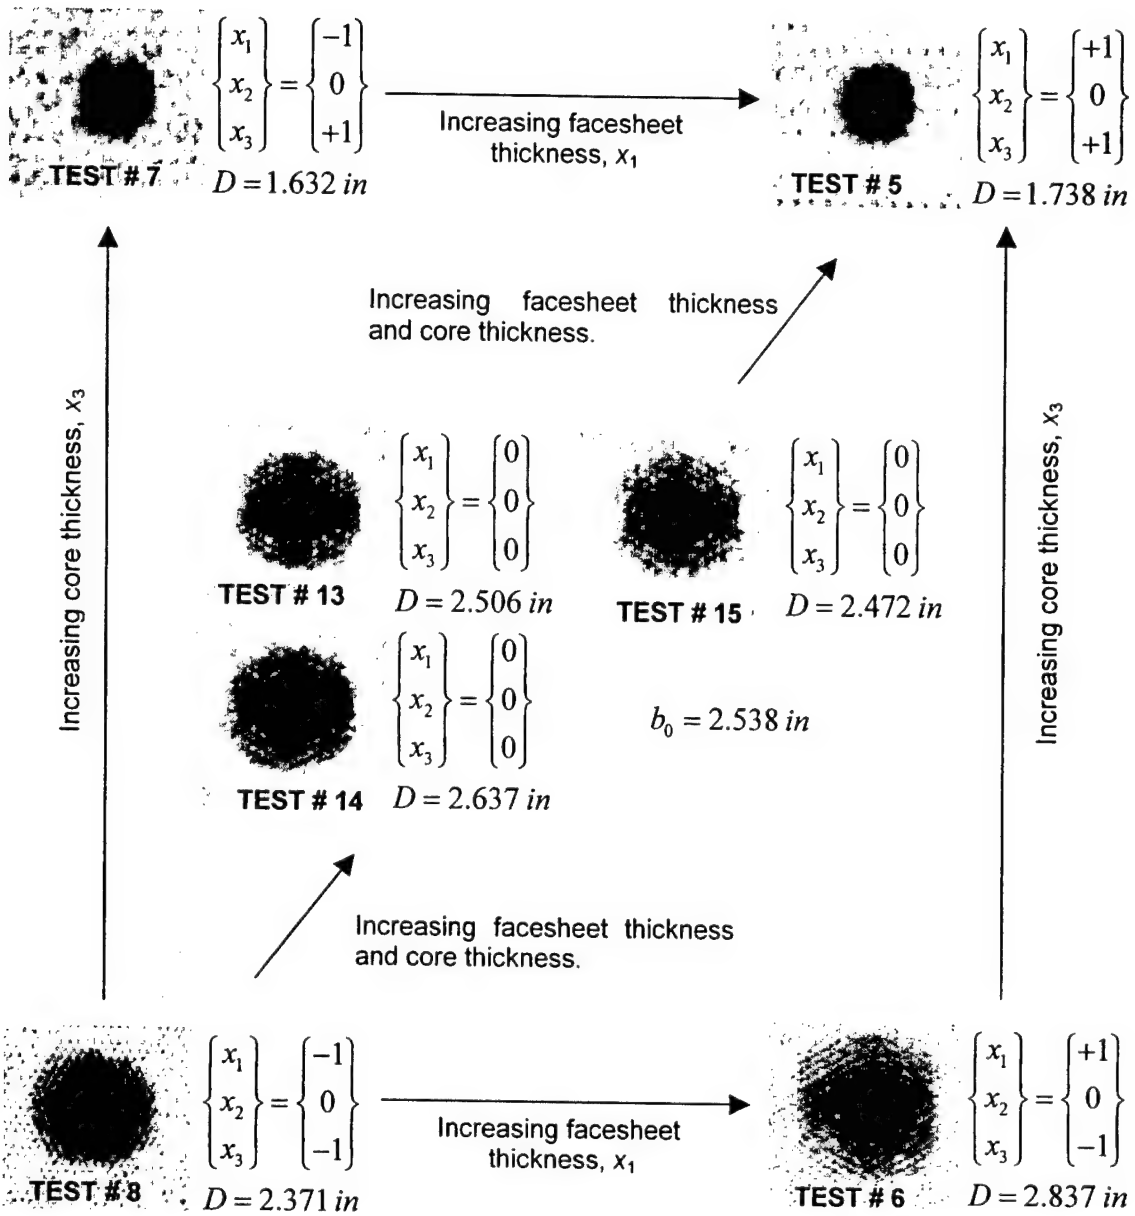 {x₁ x₂ x₃} = {−1 0 +1}
TEST # 7
D = 1.632 in
Increasing facesheet
thickness, x₁
{x₁ x₂ x₃} = {+1 0 +1}
TEST # 5
D = 1.738 in
Increasing facesheet thickness
and core thickness.
Increasing core thickness, x₃
Increasing core thickness, x₃
{x₁ x₂ x₃} = {0 0 0}
TEST # 13
D = 2.506 in
{x₁ x₂ x₃} = {0 0 0}
TEST # 15
D = 2.472 in
{x₁ x₂ x₃} = {0 0 0}
TEST # 14
D = 2.637 in
b₀ = 2.538 in
Increasing facesheet thickness
and core thickness.
{x₁ x₂ x₃} = {−1 0 −1}
TEST # 8
D = 2.371 in
Increasing facesheet
thickness, x₁
{x₁ x₂ x₃} = {+1 0 −1}
TEST # 6
D = 2.837 in